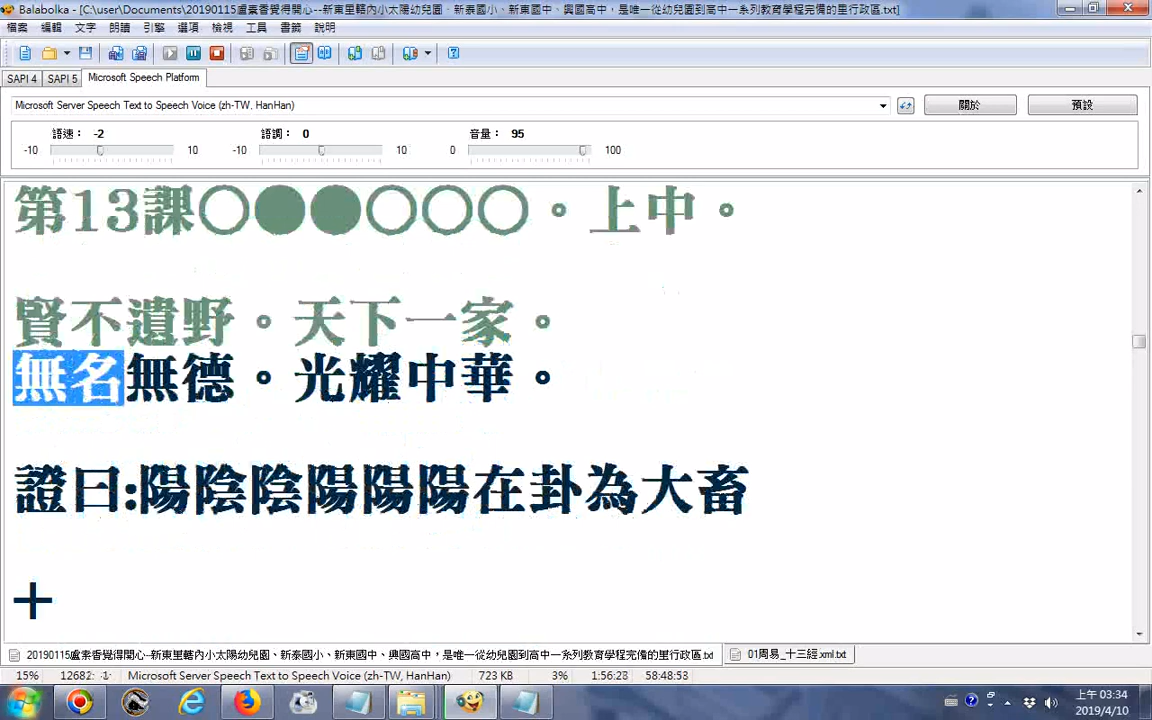 Balabolka - [C:\user\Documents\20190115盧素香覺得開心--新東里轄內小太陽幼兒園、新泰國小、新東國中、興國高中，是唯一從幼兒園到高中一系列教育學程完備的里行政區.txt]
檔案 編輯 文字 朗讀 引擎 選項 檢視 工具 書籤 說明
SAPI 4 SAPI 5 Microsoft Speech Platform
Microsoft Server Speech Text to Speech Voice (zh-TW, HanHan) 關於 預設
語速： -2 語調： 0 音量： 95
-10 10 -10 10 0 100
第13課○●●○○○。上中。
賢不遺野。天下一家。
無名無德。光耀中華。
證曰:陽陰陰陽陽陽在卦為大畜
+
20190115盧素香覺得開心--新東里轄內小太陽幼兒園、新泰國小、新東國中、興國高中，是唯一從幼兒園到高中一系列教育學程完備的里行政區.txt 01周易_十三經.xml.txt
15% 12682: 1 Microsoft Server Speech Text to Speech Voice (zh-TW, HanHan) 723 KB 3% 1:56:28 58:48:53
上午 03:34
2019/4/10